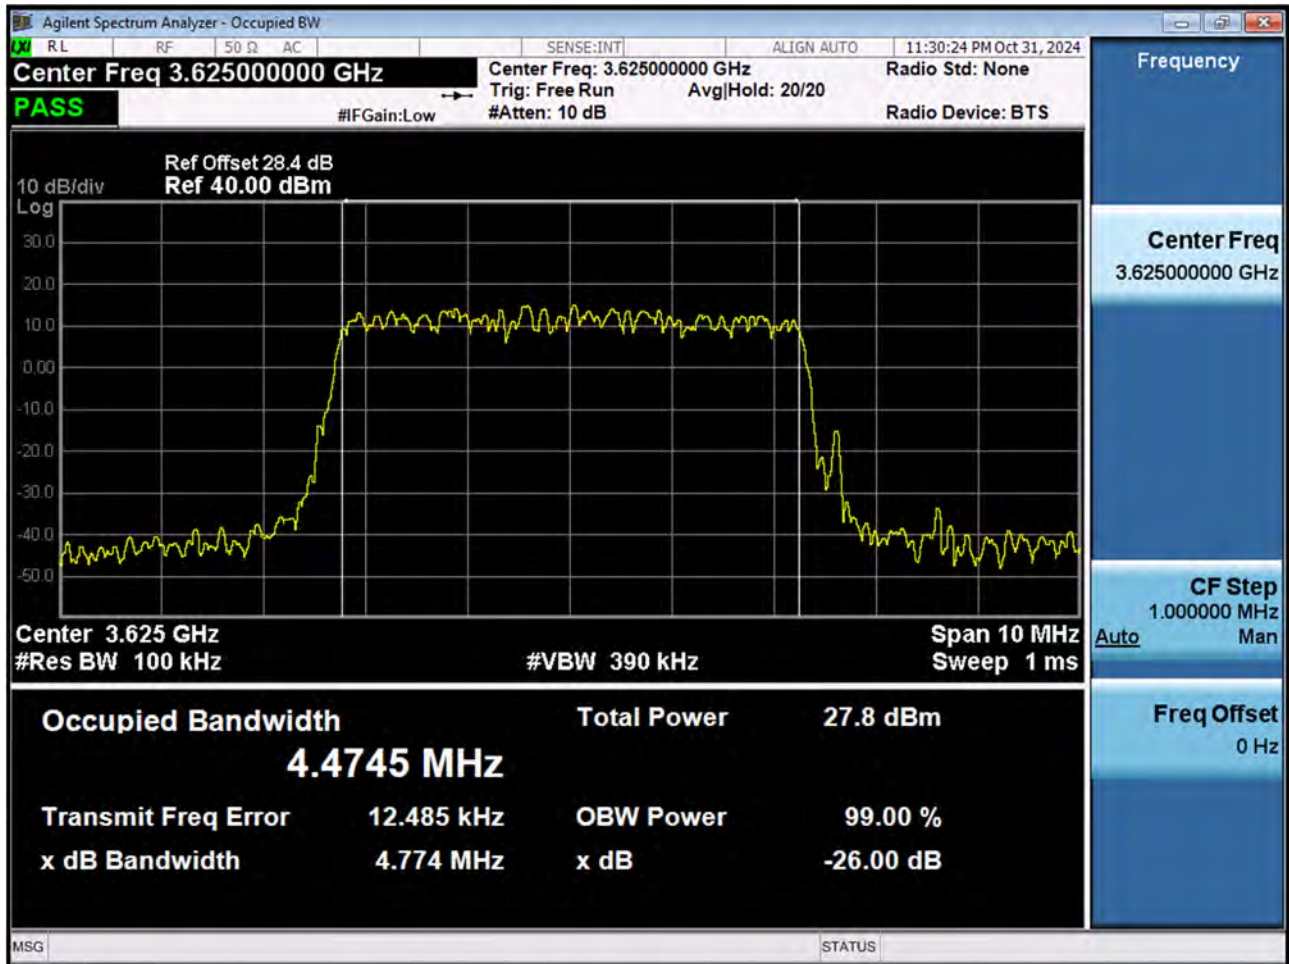 Agilent Spectrum Analyzer - Occupied BW
LXI RL RF 50 Ω AC SENSE:INT ALIGN AUTO 11:30:24 PM Oct 31, 2024
Center Freq 3.625000000 GHz
Center Freq: 3.625000000 GHz Radio Std: None
Trig: Free Run Avg|Hold: 20/20
PASS
#IFGain:Low #Atten: 10 dB Radio Device: BTS
Ref Offset 28.4 dB
10 dB/div Ref 40.00 dBm
Log
30.0
20.0
10.0
0.00
-10.0
-20.0
-30.0
-40.0
-50.0
Center 3.625 GHz Span 10 MHz
#Res BW 100 kHz #VBW 390 kHz Sweep 1 ms
Occupied Bandwidth Total Power 27.8 dBm
4.4745 MHz
Transmit Freq Error 12.485 kHz OBW Power 99.00 %
x dB Bandwidth 4.774 MHz x dB -26.00 dB
MSG STATUS
Frequency
Center Freq
3.625000000 GHz
CF Step
1.000000 MHz
Auto Man
Freq Offset
0 Hz